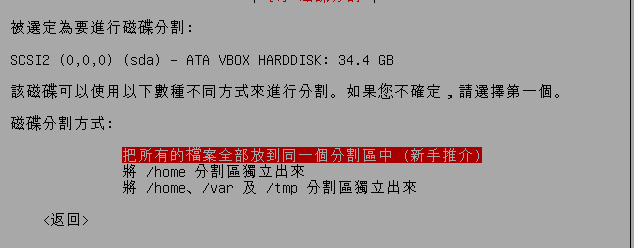 被選定為要進行磁碟分割:
SCSI2 (0,0,0) (sda) – ATA VBOX HARDDISK: 34.4 GB
該磁碟可以使用以下數種不同方式來進行分割。如果您不確定，請選擇第一個。
磁碟分割方式:
把所有的檔案全部放到同一個分割區中 (新手推介)
將 /home 分割區獨立出來
將 /home、/var 及 /tmp 分割區獨立出來
<返回>